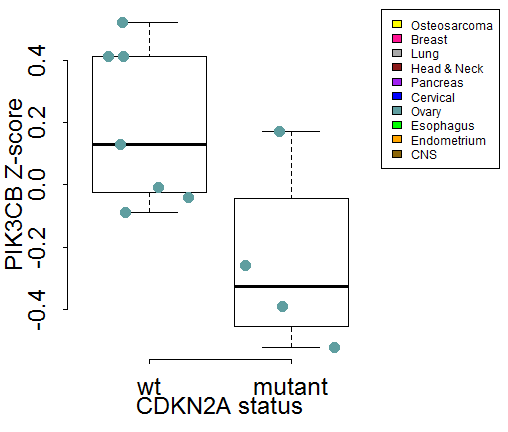 PIK3CB Z-score
0.4
0.2
0.0
-0.2
-0.4
wt mutant
CDKN2A status
Osteosarcoma
Breast
Lung
Head & Neck
Pancreas
Cervical
Ovary
Esophagus
Endometrium
CNS